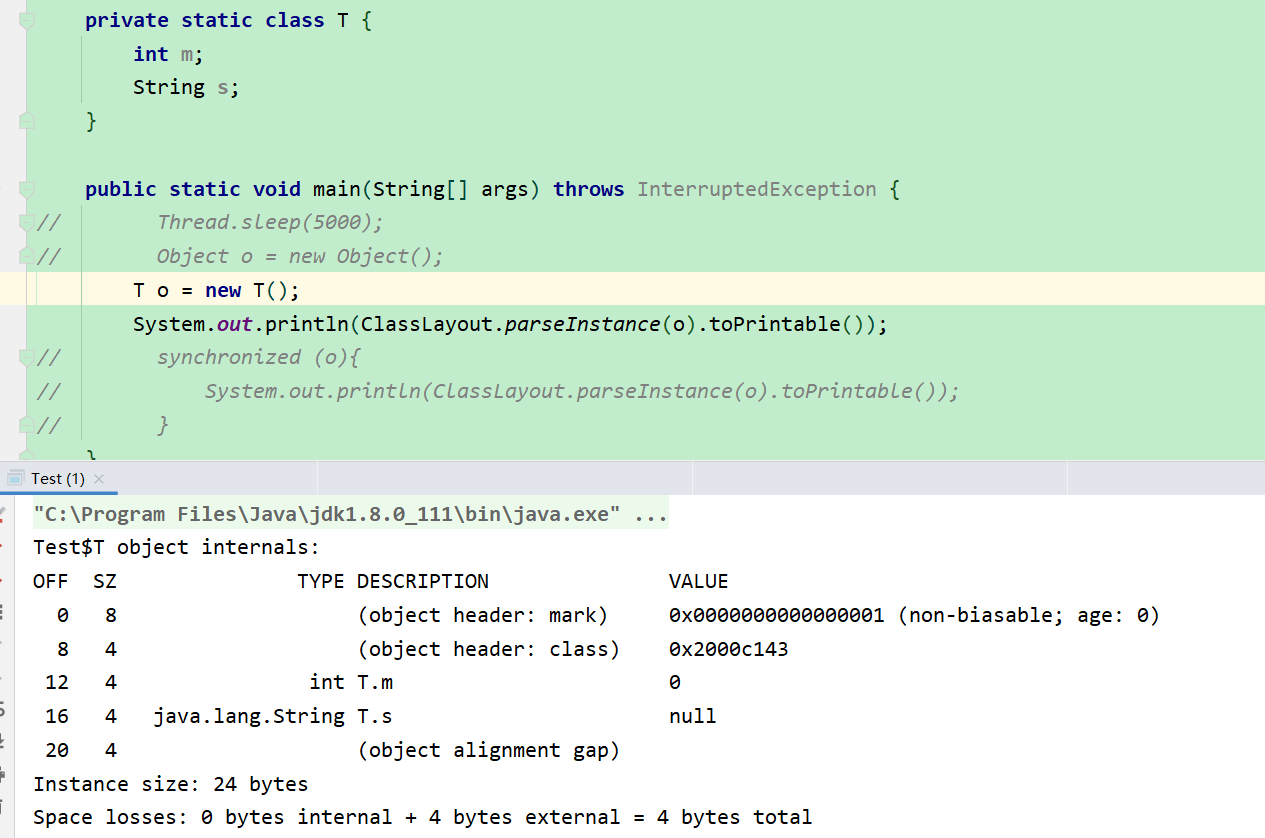 private static class T {
int m;
String s;
}
public static void main(String[] args) throws InterruptedException {
// Thread.sleep(5000);
// Object o = new Object();
T o = new T();
System.out.println(ClassLayout.parseInstance(o).toPrintable());
// synchronized (o){
// System.out.println(ClassLayout.parseInstance(o).toPrintable());
// }
}
Test (1) ×
"C:\Program Files\Java\jdk1.8.0_111\bin\java.exe" ...
Test$T object internals:
OFF SZ TYPE DESCRIPTION VALUE
0 8 (object header: mark) 0x0000000000000001 (non-biasable; age: 0)
8 4 (object header: class) 0x2000c143
12 4 int T.m 0
16 4 java.lang.String T.s null
20 4 (object alignment gap)
Instance size: 24 bytes
Space losses: 0 bytes internal + 4 bytes external = 4 bytes total